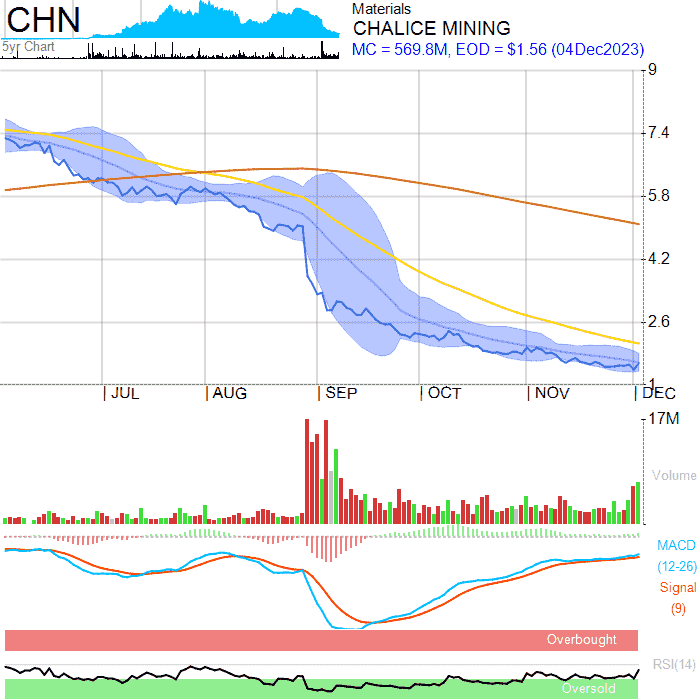 CHN
Materials
CHALICE MINING
MC = 569.8M, EOD = $1.56 (04Dec2023)
5yr Chart
9
7.4
5.8
4.2
2.6
1
JUL AUG SEP OCT NOV DEC
17M
Volume
MACD
(12-26)
Signal
(9)
Overbought
RSI(14)
Oversold